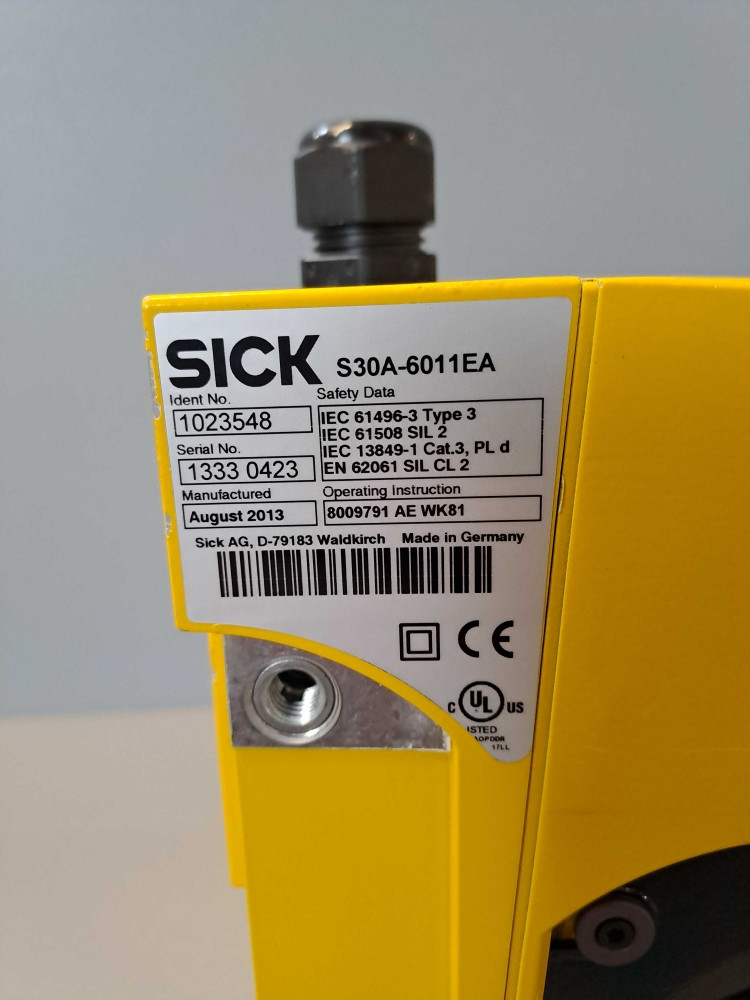 SICK S30A-6011EA
Ident No. Safety Data
1023548
IEC 61496-3 Type 3
IEC 61508 SIL 2
IEC 13849-1 Cat.3, PL d
EN 62061 SIL CL 2
Serial No.
1333 0423
Manufactured Operating Instruction
August 2013 8009791 AE WK81
Sick AG, D-79183 Waldkirch Made in Germany
CE
C UL US
ISTED
17LL